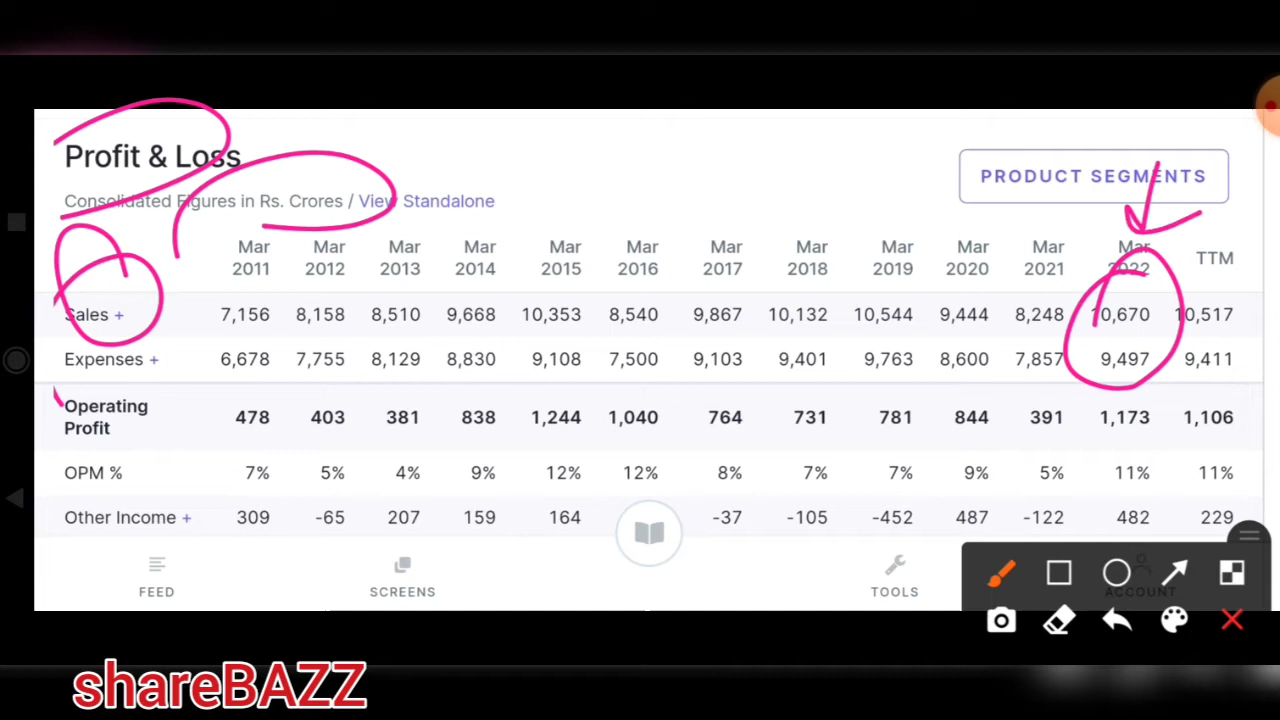 Profit & Loss
PRODUCT SEGMENTS
Consolidated Figures in Rs. Crores / View Standalone
Mar 2011 Mar 2012 Mar 2013 Mar 2014 Mar 2015 Mar 2016 Mar 2017 Mar 2018 Mar 2019 Mar 2020 Mar 2021 Mar 2022 TTM
Sales + 7,156 8,158 8,510 9,668 10,353 8,540 9,867 10,132 10,544 9,444 8,248 10,670 10,517
Expenses + 6,678 7,755 8,129 8,830 9,108 7,500 9,103 9,401 9,763 8,600 7,857 9,497 9,411
Operating Profit 478 403 381 838 1,244 1,040 764 731 781 844 391 1,173 1,106
OPM % 7% 5% 4% 9% 12% 12% 8% 7% 7% 9% 5% 11% 11%
Other Income + 309 -65 207 159 164 -37 -105 -452 487 -122 482 229
FEED SCREENS TOOLS ACCOUNT
shareBAZZ